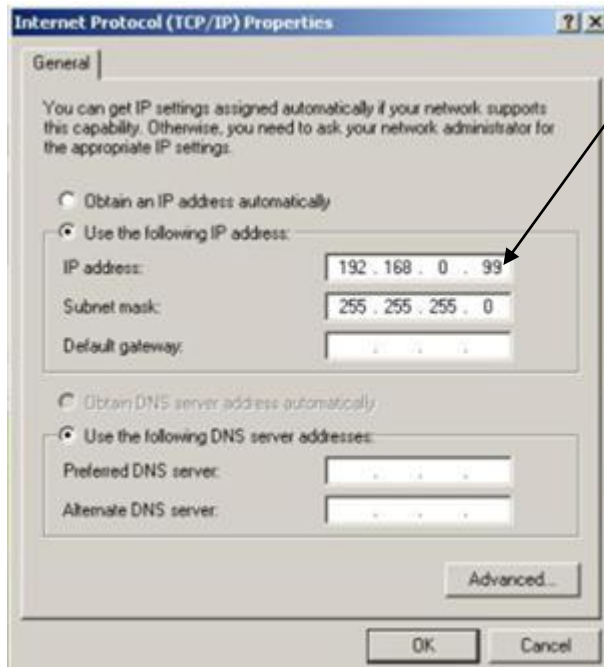 Internet Protocol (TCP/IP) Properties
General
You can get IP settings assigned automatically if your network supports
this capability. Otherwise, you need to ask your network administrator for
the appropriate IP settings.
Obtain an IP address automatically
Use the following IP address:
IP address: 192 . 168 . 0 . 99
Subnet mask: 255 . 255 . 255 . 0
Default gateway: . . .
Obtain DNS server address automatically
Use the following DNS server addresses:
Preferred DNS server: . . .
Alternate DNS server: . . .
Advanced...
OK Cancel